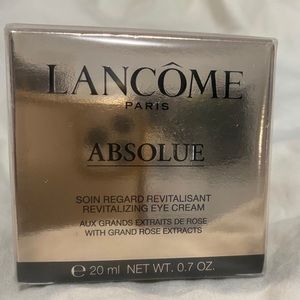 LANCÔME
PARIS
ABSOLUE
SOIN REGARD REVITALISANT
REVITALIZING EYE CREAM
AUX GRANDS EXTRAITS DE ROSE
WITH GRAND ROSE EXTRACTS
℮ 20 ml NET WT. 0.7 OZ.